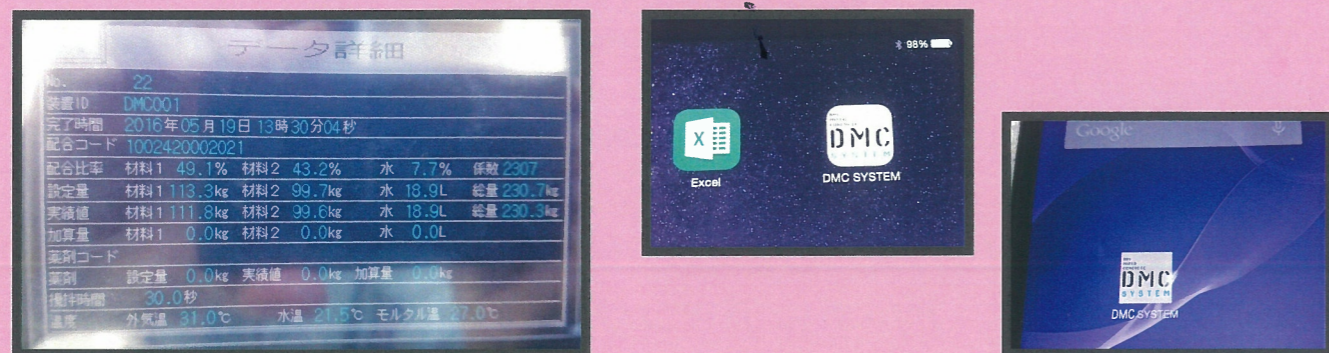 データ詳細
No. 22
装置ID DMC001
完了時間 2016年05月19日 13時30分04秒
配合コード 1002420002021
配合比率 材料1 49.1% 材料2 43.2% 水 7.7% 係数 2307
設定量 材料1 113.3kg 材料2 99.7kg 水 18.9L 総量 230.7kg
実績値 材料1 111.8kg 材料2 99.6kg 水 18.9L 総量 230.3kg
加算量 材料1 0.0kg 材料2 0.0kg 水 0.0L
薬剤コード
薬剤 設定量 0.0kg 実績値 0.0kg 加算量 0.0kg
攪拌時間 30.0秒
温度 外気温 31.0℃ 水温 21.5℃ モルタル温 27.0℃
98%
Excel
DMC
SYSTEM
DMC SYSTEM
Google
DMC
SYSTEM
DMC SYSTEM